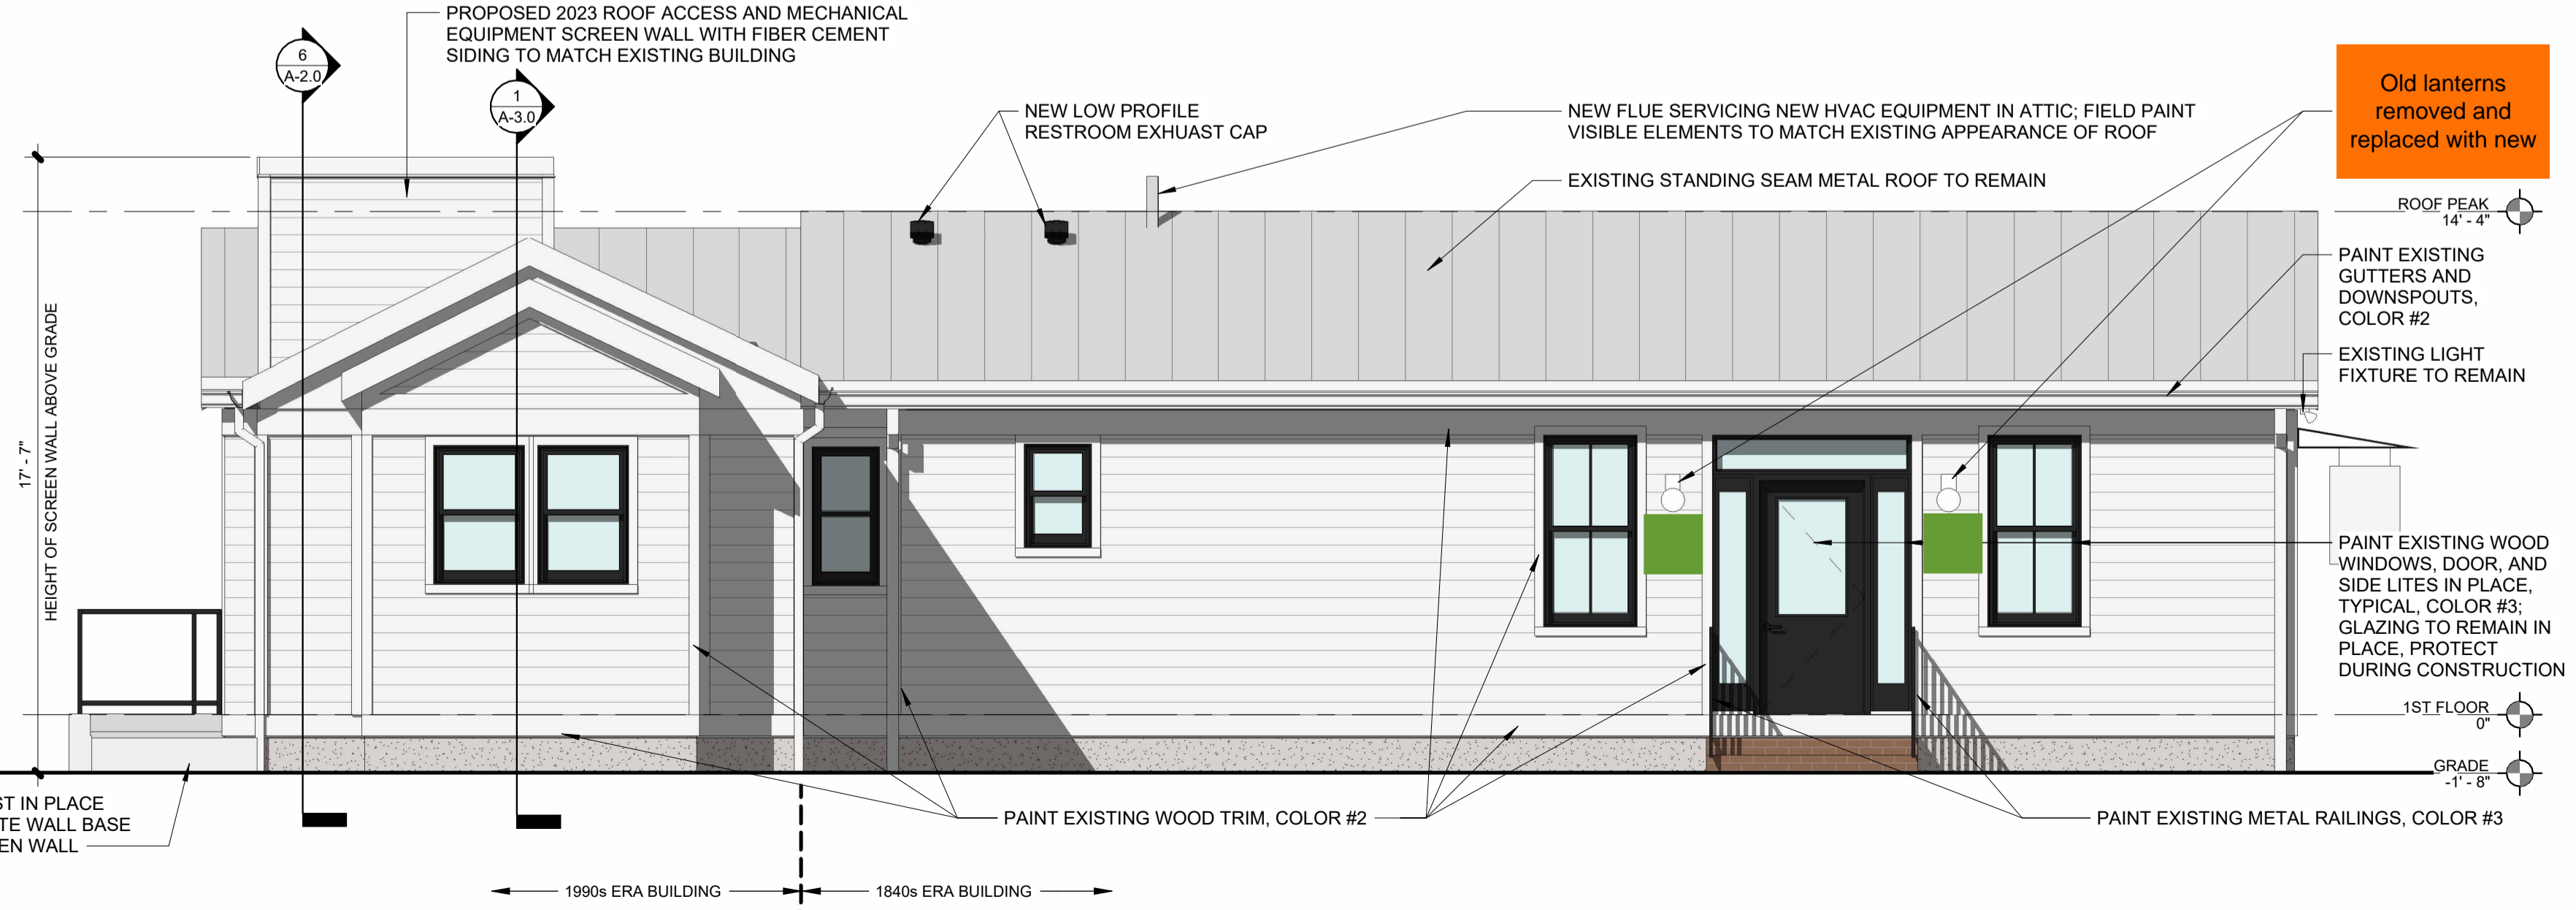 PROPOSED 2023 ROOF ACCESS AND MECHANICAL
EQUIPMENT SCREEN WALL WITH FIBER CEMENT
SIDING TO MATCH EXISTING BUILDING
6
A-2.0
1
A-3.0
NEW LOW PROFILE
RESTROOM EXHUAST CAP
NEW FLUE SERVICING NEW HVAC EQUIPMENT IN ATTIC; FIELD PAINT
VISIBLE ELEMENTS TO MATCH EXISTING APPEARANCE OF ROOF
EXISTING STANDING SEAM METAL ROOF TO REMAIN
Old lanterns
removed and
replaced with new
ROOF PEAK
14' - 4"
PAINT EXISTING
GUTTERS AND
DOWNSPOUTS,
COLOR #2
EXISTING LIGHT
FIXTURE TO REMAIN
17' - 7"
HEIGHT OF SCREEN WALL ABOVE GRADE
PAINT EXISTING WOOD
WINDOWS, DOOR, AND
SIDE LITES IN PLACE,
TYPICAL, COLOR #3;
GLAZING TO REMAIN IN
PLACE, PROTECT
DURING CONSTRUCTION
1ST FLOOR
0"
GRADE
-1' - 8"
ST IN PLACE
TE WALL BASE
EN WALL
PAINT EXISTING WOOD TRIM, COLOR #2
PAINT EXISTING METAL RAILINGS, COLOR #3
1990s ERA BUILDING
1840s ERA BUILDING